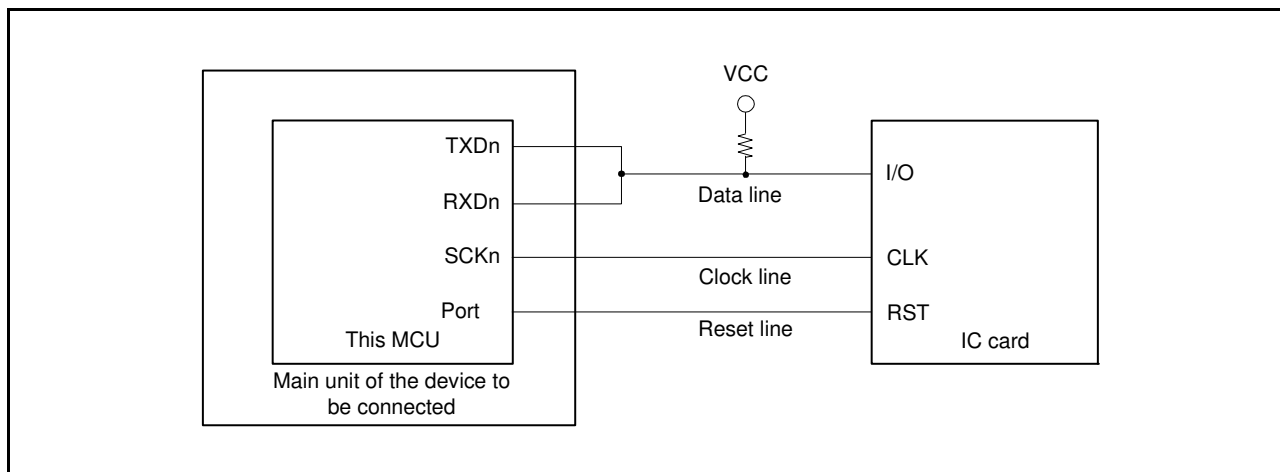 VCC
TXDn
RXDn
SCKn
Port
This MCU
Main unit of the device to
be connected
Data line
Clock line
Reset line
I/O
CLK
RST
IC card